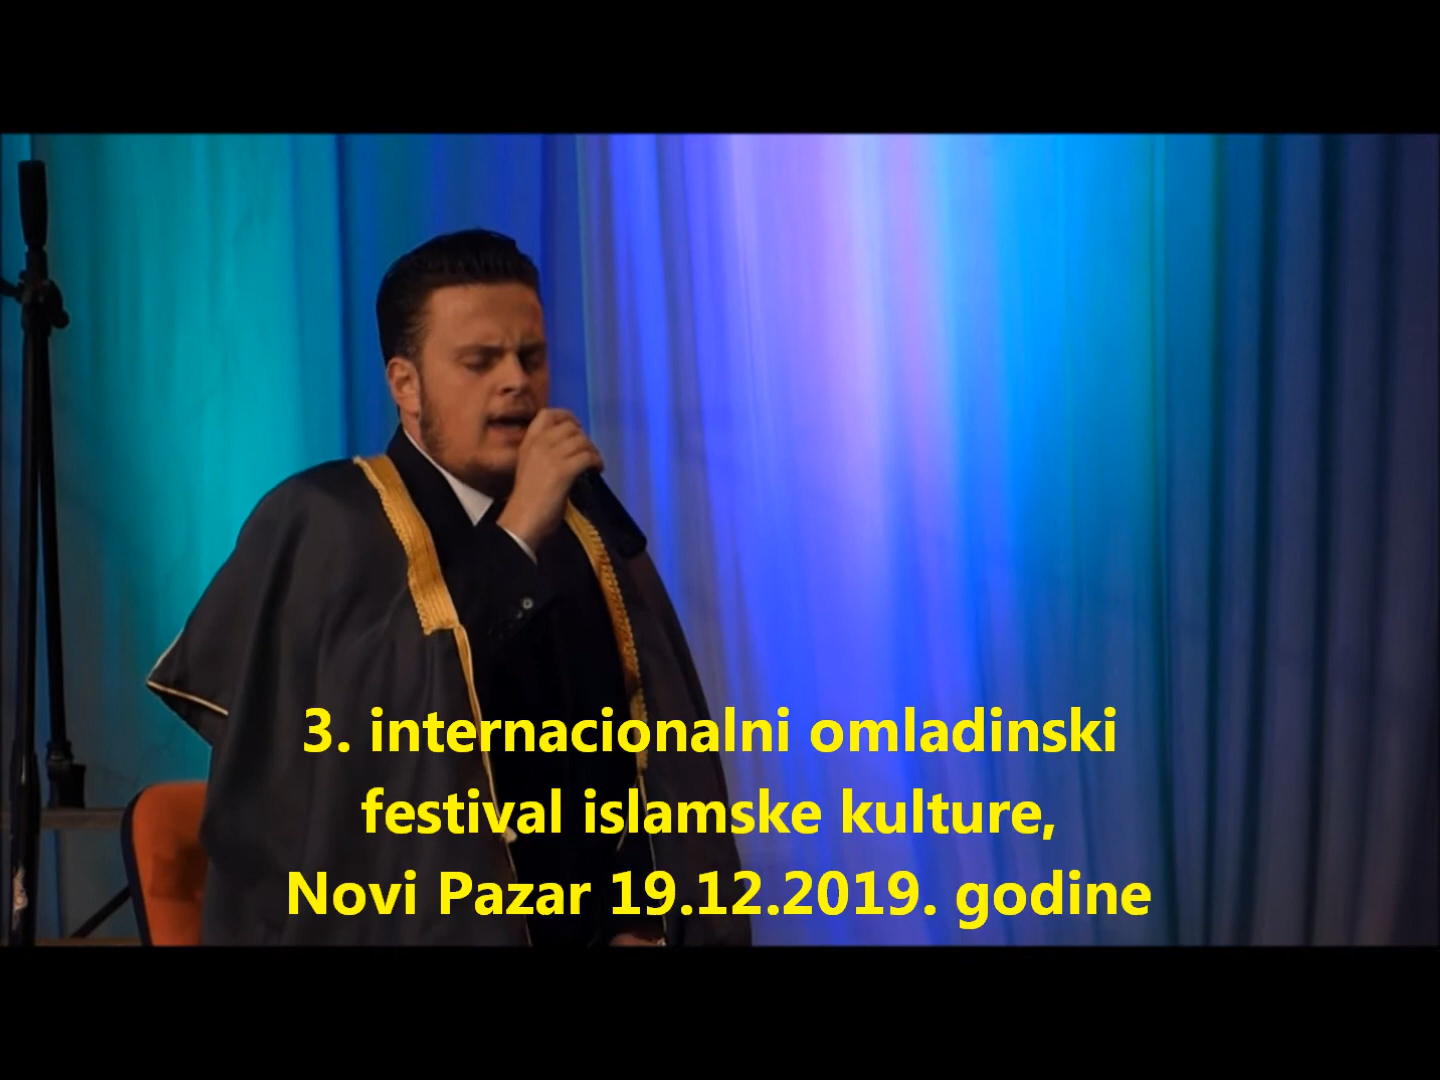 3. internacionalni omladinski
festival islamske kulture,
Novi Pazar 19.12.2019. godine